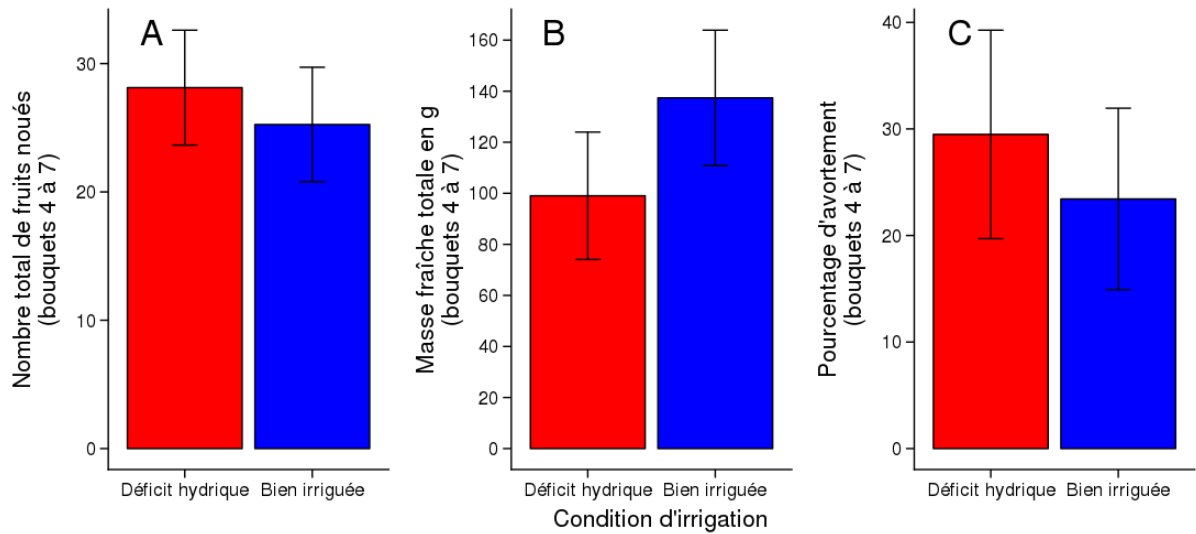 A
Nombre total de fruits noués
(bouquets 4 à 7)
30
20
10
0
Déficit hydrique
Bien irriguée
B
Masse fraîche totale en g
(bouquets 4 à 7)
160
140
120
100
80
60
40
20
0
Déficit hydrique
Bien irriguée
Condition d'irrigation
C
Pourcentage d'avortement
(bouquets 4 à 7)
40
30
20
10
0
Déficit hydrique
Bien irriguée